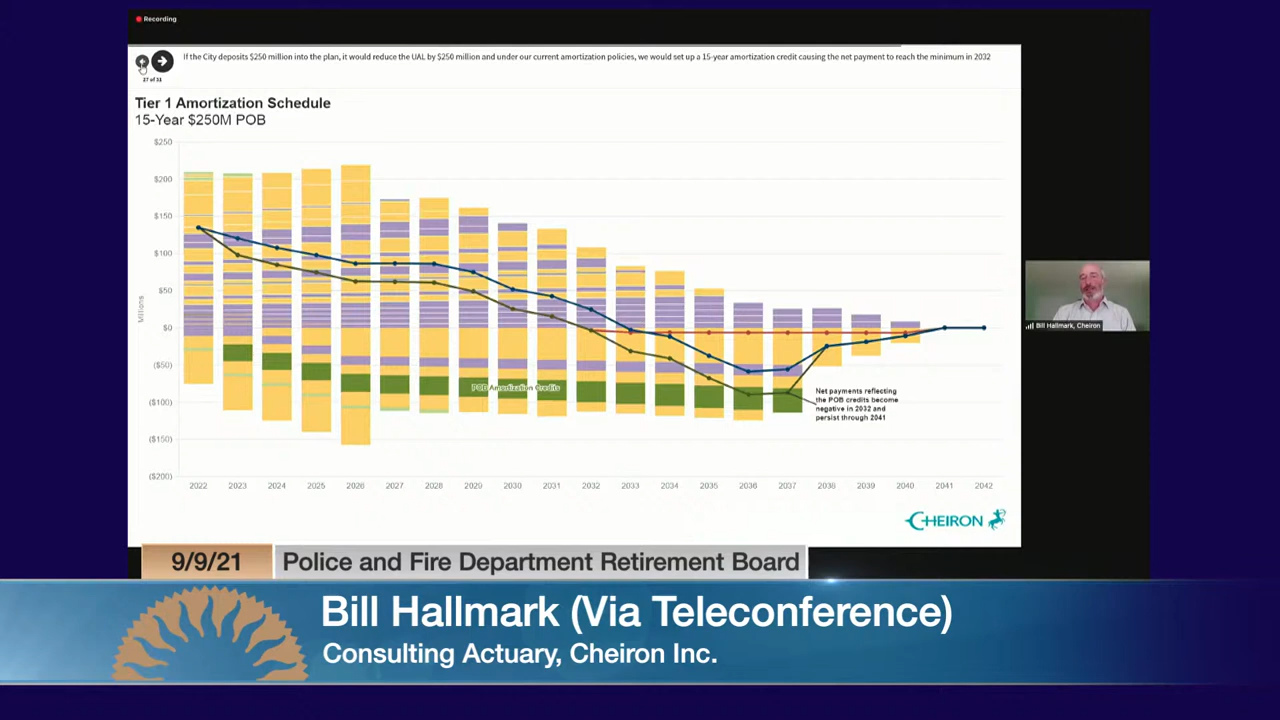 Recording
If the City deposits $250 million into the plan, it would reduce the UAL by $250 million and under our current amortization policies, we would set up a 15-year amortization credit causing the net payment to reach the minimum in 2032
27 of 31
Tier 1 Amortization Schedule
15-Year $250M POB
$250
$200
$150
$100
$50
$0
($50)
($100)
($150)
($200)
Millions
POB Amortization Credits
Net payments reflecting
the POB credits become
negative in 2032 and
persist through 2041
2022 2023 2024 2025 2026 2027 2028 2029 2030 2031 2032 2033 2034 2035 2036 2037 2038 2039 2040 2041 2042
CHEIRON
Bill Hallmark, Cheiron
9/9/21 Police and Fire Department Retirement Board
Bill Hallmark (Via Teleconference)
Consulting Actuary, Cheiron Inc.